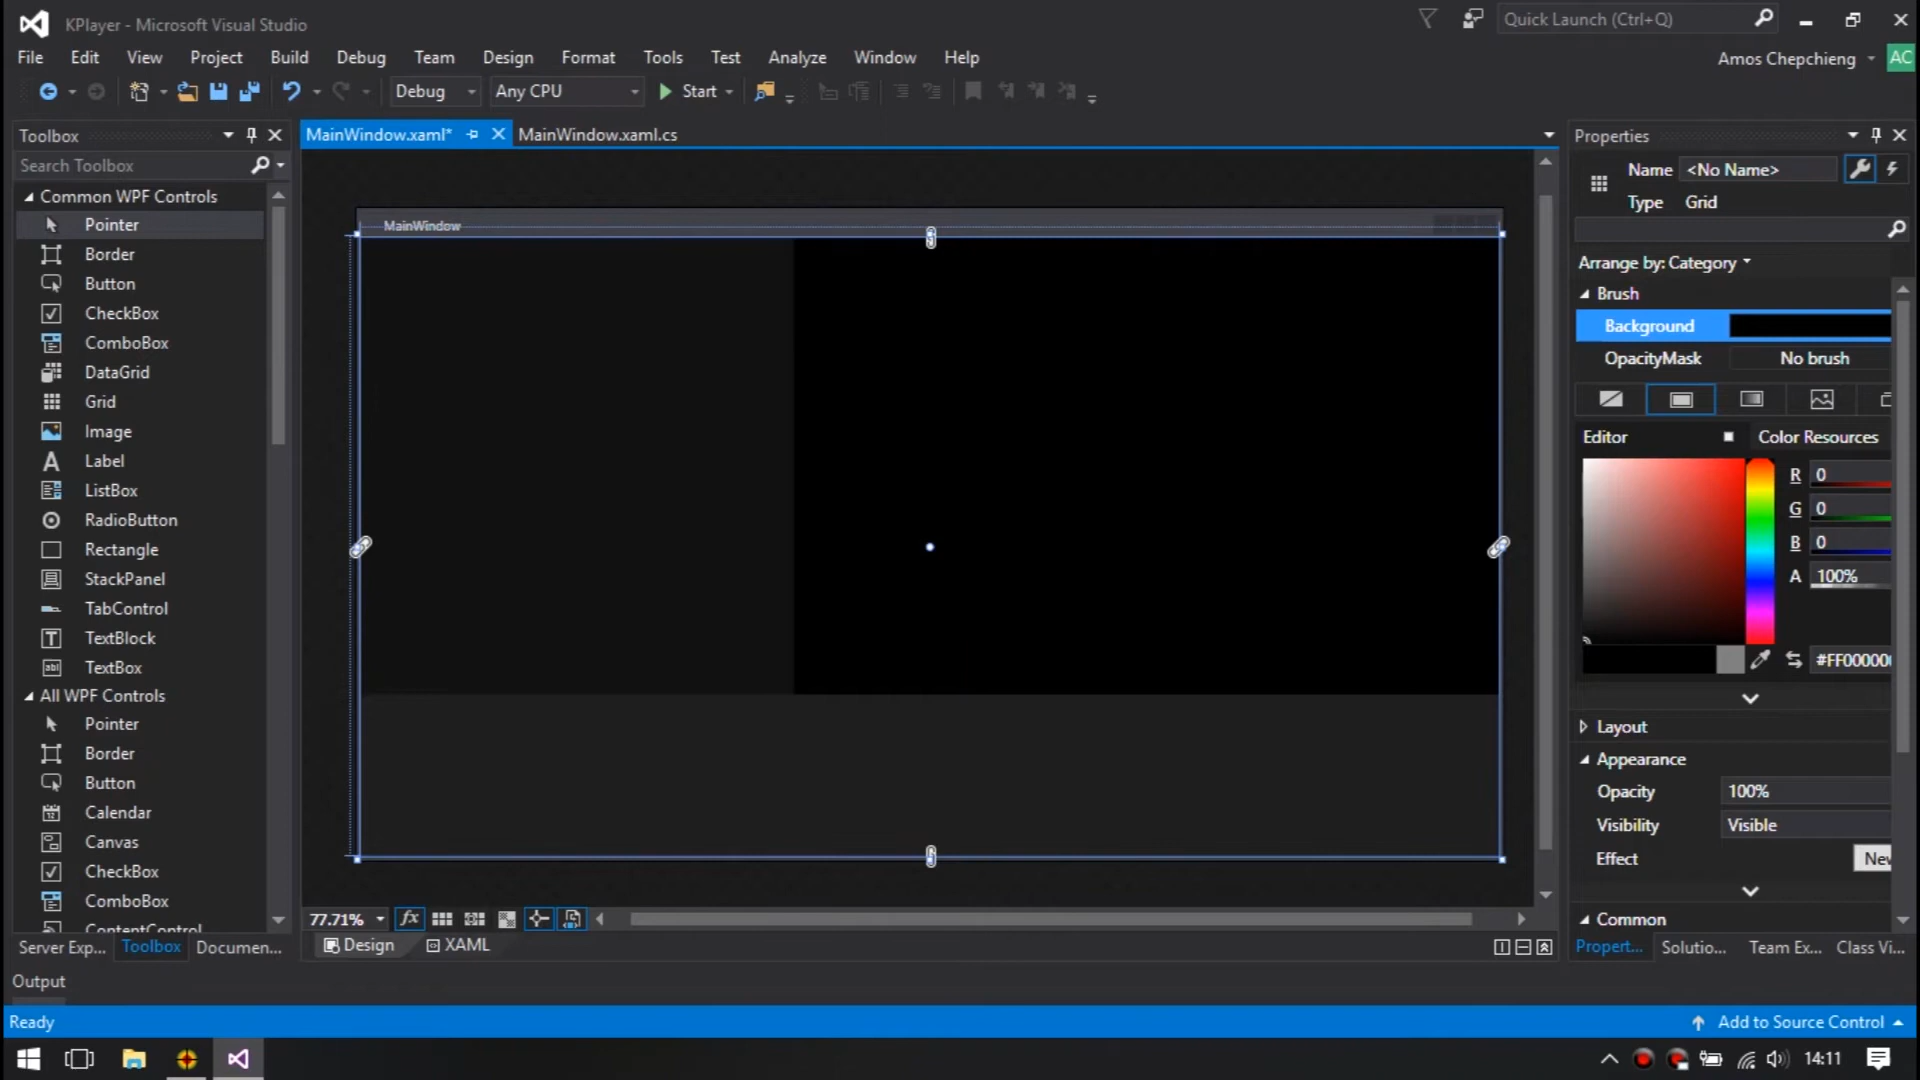 KPlayer - Microsoft Visual Studio
Quick Launch (Ctrl+Q)
File Edit View Project Build Debug Team Design Format Tools Test Analyze Window Help
Amos Chepchieng AC
Debug Any CPU Start
Toolbox
MainWindow.xaml* MainWindow.xaml.cs
Properties
Search Toolbox
Name <No Name>
Type Grid
Common WPF Controls
Pointer
Border
Button
CheckBox
ComboBox
DataGrid
Grid
Image
Label
ListBox
RadioButton
Rectangle
StackPanel
TabControl
TextBlock
TextBox
All WPF Controls
Pointer
Border
Button
Calendar
Canvas
CheckBox
ComboBox
ContentControl
Server Exp... Toolbox Documen...
MainWindow
77.71% fx
Design XAML
Arrange by: Category
Brush
Background
OpacityMask No brush
Editor Color Resources
R 0
G 0
B 0
A 100%
#FF00000
Layout
Appearance
Opacity 100%
Visibility Visible
Effect New
Common
Propert... Solutio... Team Ex... Class Vi...
Output
Ready
Add to Source Control
14:11